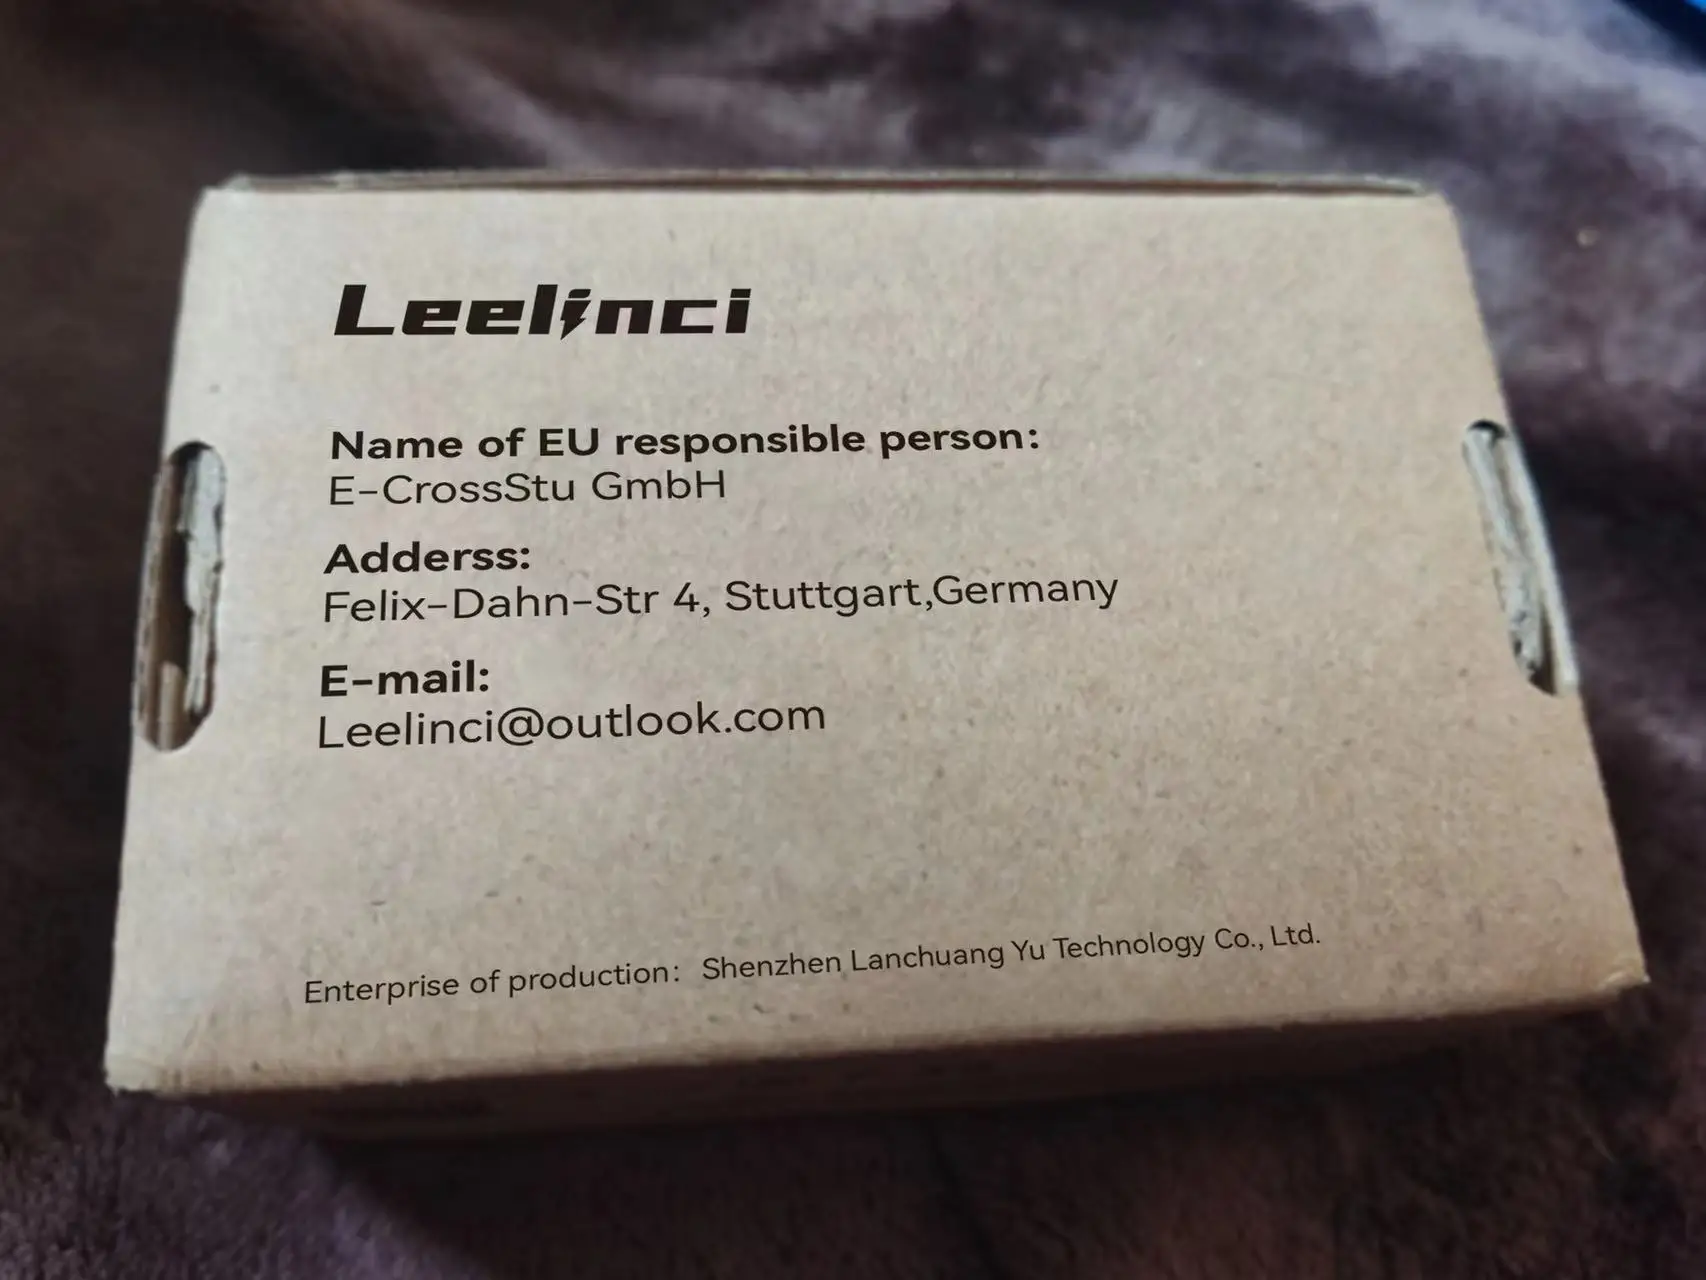 Leelinci
Name of EU responsible person:
E-CrossStu GmbH
Adderss:
Felix-Dahn-Str 4, Stuttgart,Germany
E-mail:
Leelinci@outlook.com
Enterprise of production: Shenzhen Lanchuang Yu Technology Co., Ltd.